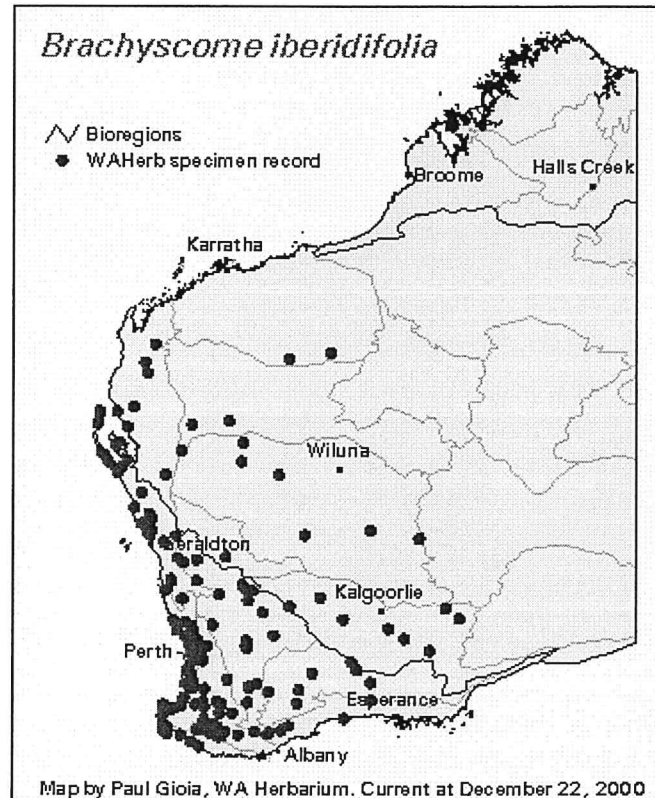 Brachyscome iberidifolia
Bioregions
WAHerb specimen record
Broome
Halls Creek
Karratha
Wiluna
Geraldton
Kalgoorlie
Perth
Esperance
Albany
Map by Paul Gioia, WA Herbarium. Current at December 22, 2000